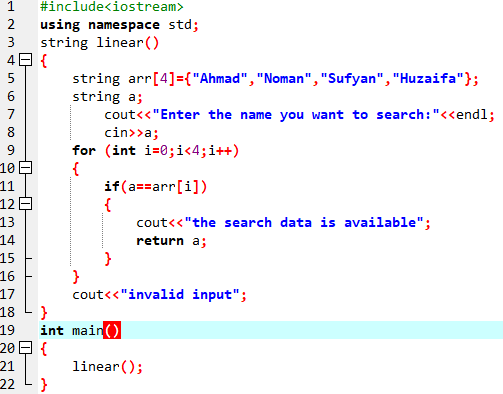 1 #include<iostream>
2 using namespace std;
3 string linear()
4 {
5 string arr[4]={"Ahmad","Noman","Sufyan","Huzaifa"};
6 string a;
7 cout<<"Enter the name you want to search:"<<endl;
8 cin>>a;
9 for (int i=0;i<4;i++)
10 {
11 if(a==arr[i])
12 {
13 cout<<"the search data is available";
14 return a;
15 }
16 }
17 cout<<"invalid input";
18 }
19 int main()
20 {
21 linear();
22 }